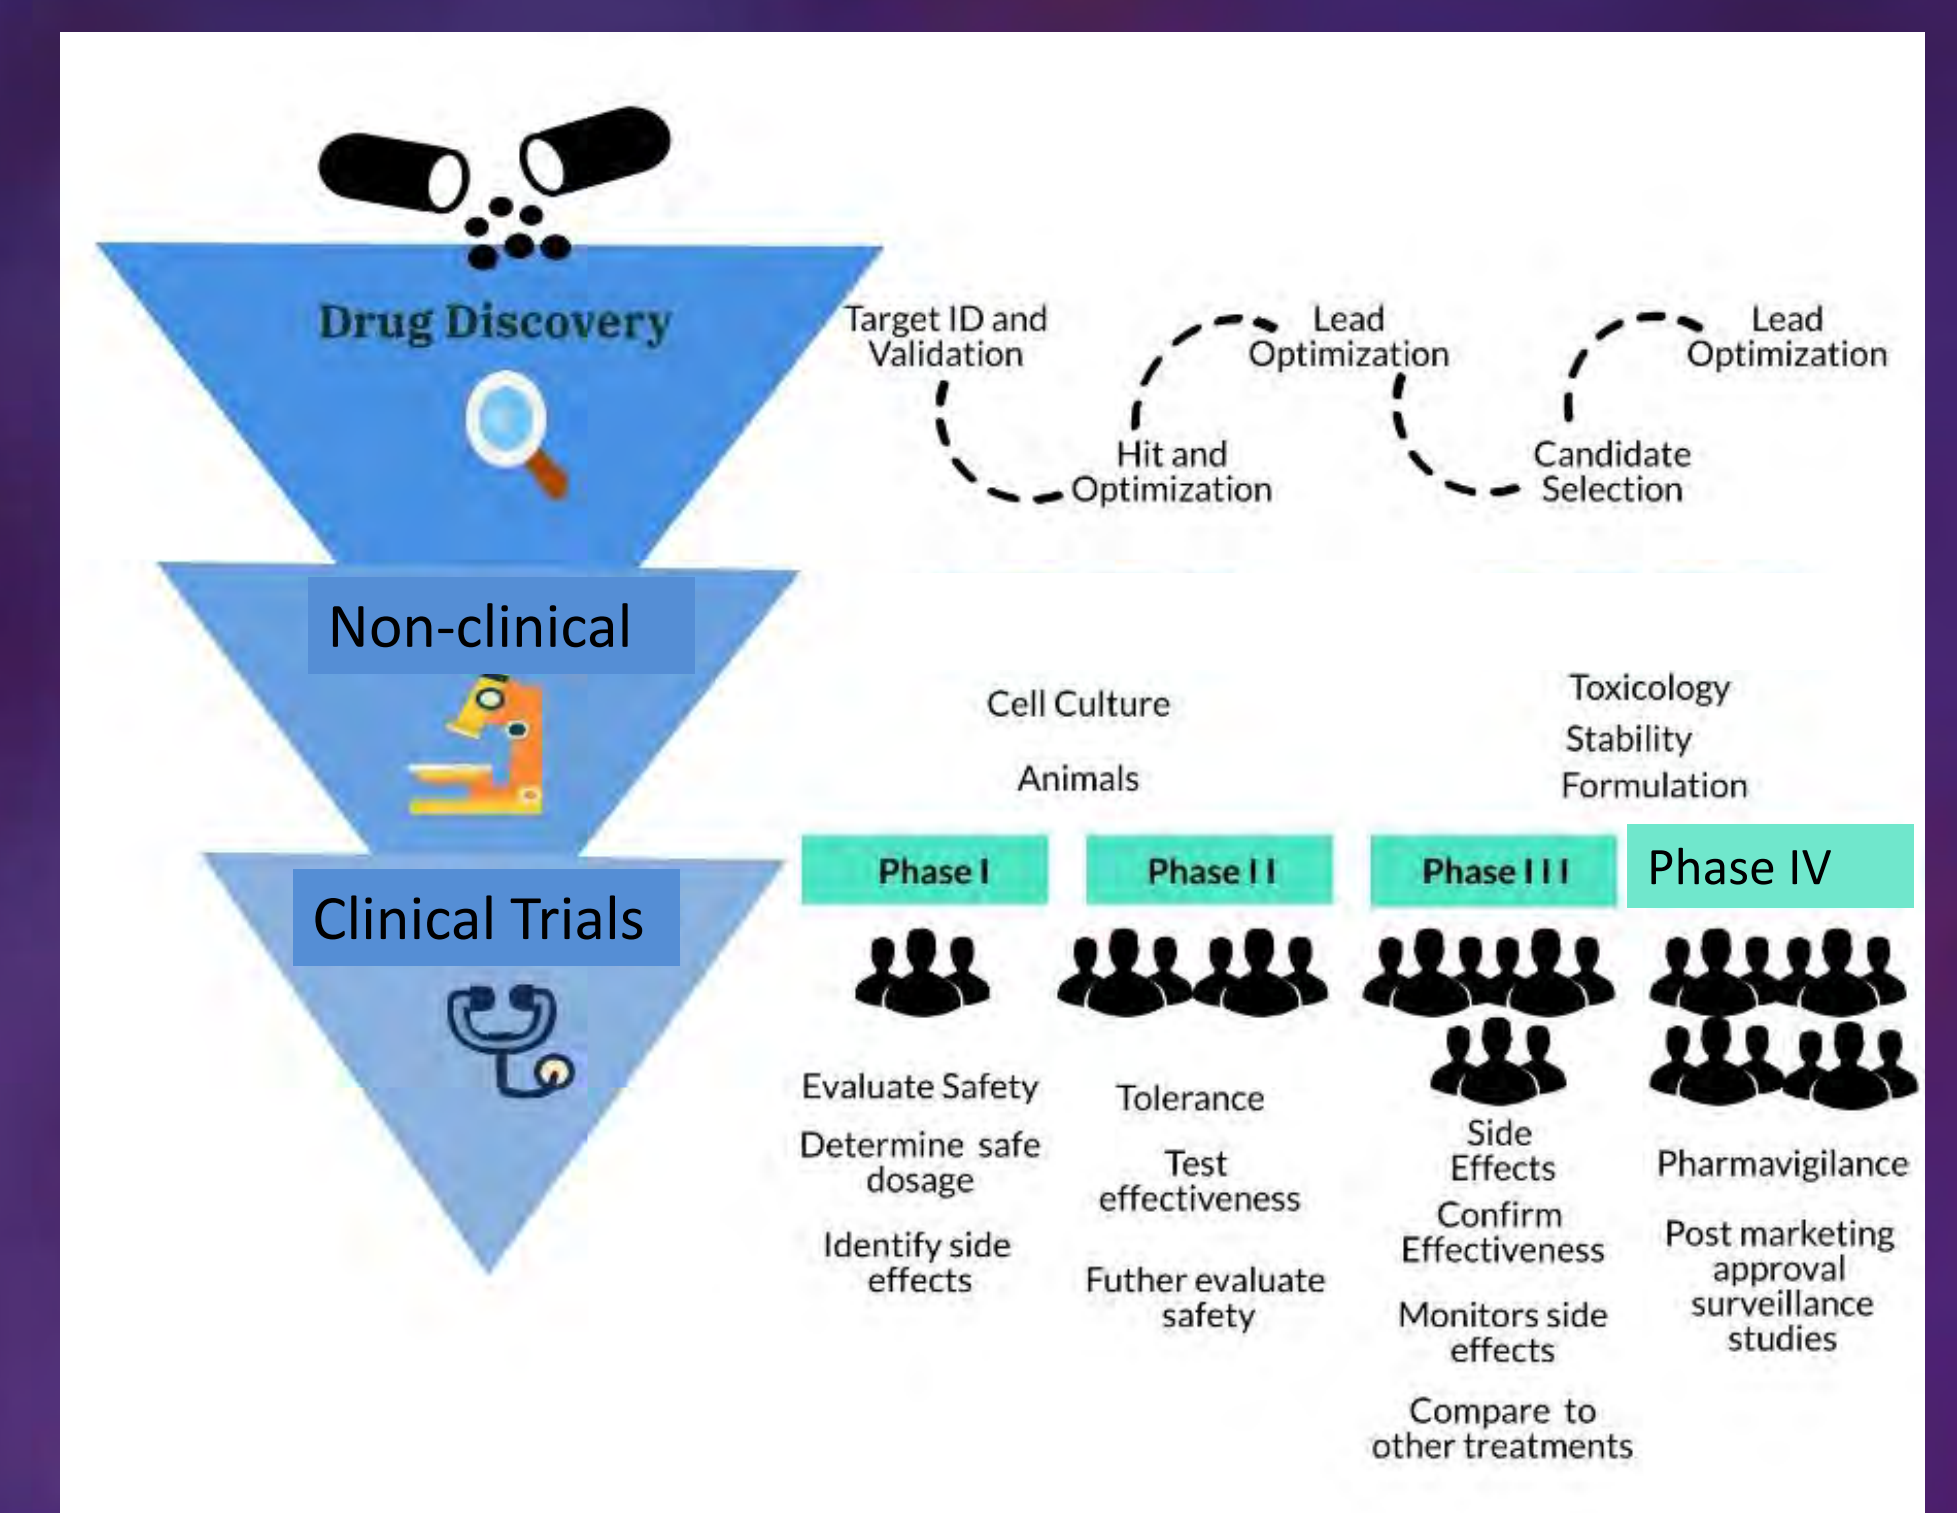 Drug Discovery
Target ID and
Validation
Hit and
Optimization
Lead
Optimization
Candidate
Selection
Lead
Optimization
Non-clinical
Cell Culture
Animals
Toxicology
Stability
Formulation
Clinical Trials
Phase I
Evaluate Safety
Determine safe
dosage
Identify side
effects
Phase II
Tolerance
Test
effectiveness
Futher evaluate
safety
Phase III
Side
Effects
Confirm
Effectiveness
Monitors side
effects
Compare to
other treatments
Phase IV
Pharmavigilance
Post marketing
approval
surveillance
studies